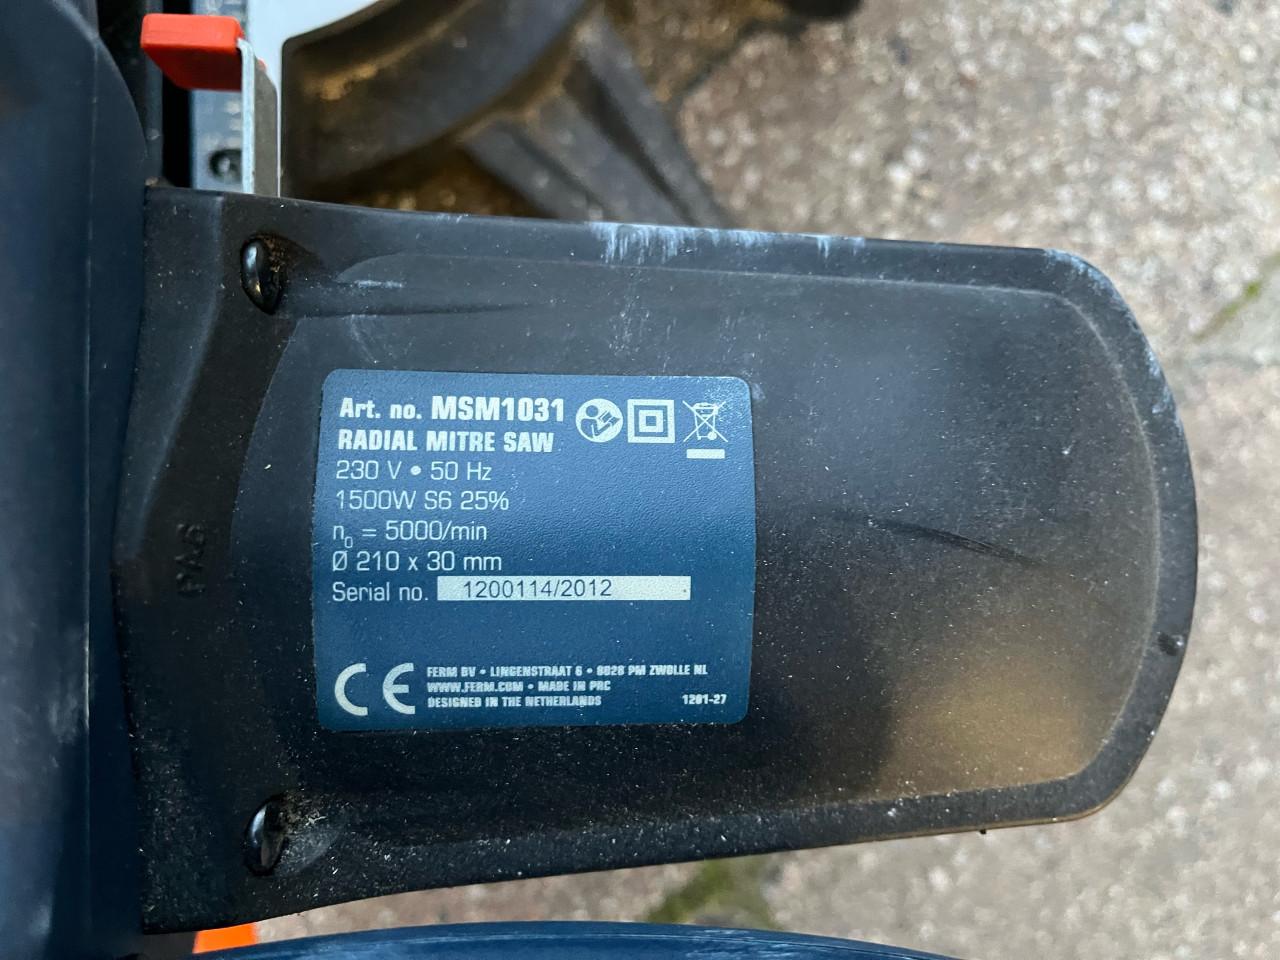 Art. no. MSM1031
RADIAL MITRE SAW
230 V • 50 Hz
1500W S6 25%
n0 = 5000/min
Ø 210 x 30 mm
Serial no. 1200114/2012
CE
FERM BV • LINGENSTRAAT 6 • 8028 PM ZWOLLE NL
WWW.FERM.COM • MADE IN PRC
DESIGNED IN THE NETHERLANDS
1201-27